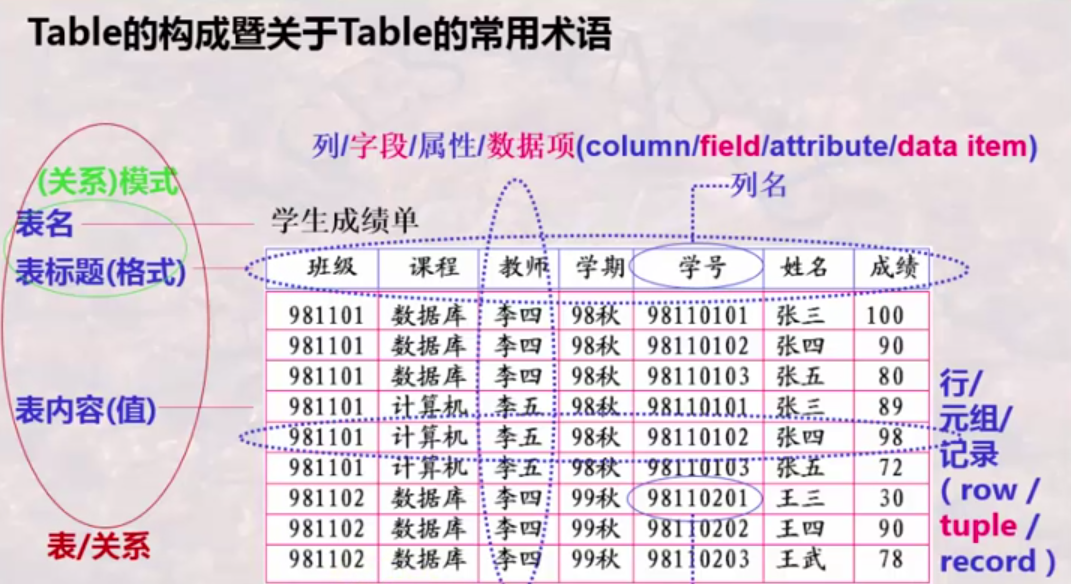 Table的构成暨关于Table的常用术语
列/字段/属性/数据项(column/field/attribute/data item)
(关系)模式
列名
表名
学生成绩单
表标题(格式)
班级 课程 教师 学期 学号 姓名 成绩
981101 数据库 李四 98秋 98110101 张三 100
981101 数据库 李四 98秋 98110102 张四 90
981101 数据库 李四 98秋 98110103 张五 80
981101 计算机 李五 98秋 98110101 张三 89
981101 计算机 李五 98秋 98110102 张四 98
981101 计算机 李五 98秋 98110103 张五 72
981102 数据库 李四 99秋 98110201 王三 30
981102 数据库 李四 99秋 98110202 王四 90
981102 数据库 李四 99秋 98110203 王武 78
表内容(值)
表/关系
行/
元组/
记录
( row /
tuple /
record )